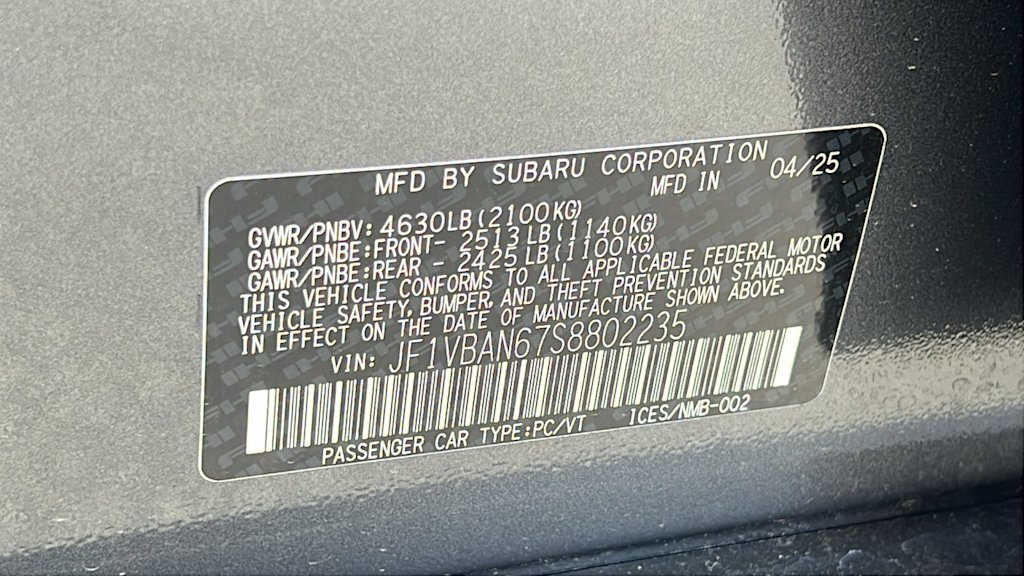 MFD BY SUBARU CORPORATION
MFD IN 04/25
GVWR/PNBV: 4630LB(2100KG)
GAWR/PNBE:FRONT- 2513LB(1140KG)
GAWR/PNBE:REAR - 2425LB(1100KG)
THIS VEHICLE CONFORMS TO ALL APPLICABLE FEDERAL MOTOR
VEHICLE SAFETY, BUMPER, AND THEFT PREVENTION STANDARDS
IN EFFECT ON THE DATE OF MANUFACTURE SHOWN ABOVE.
VIN: JF1VBAN67S8802235
PASSENGER CAR TYPE:PC/VT ICES/NMB-002